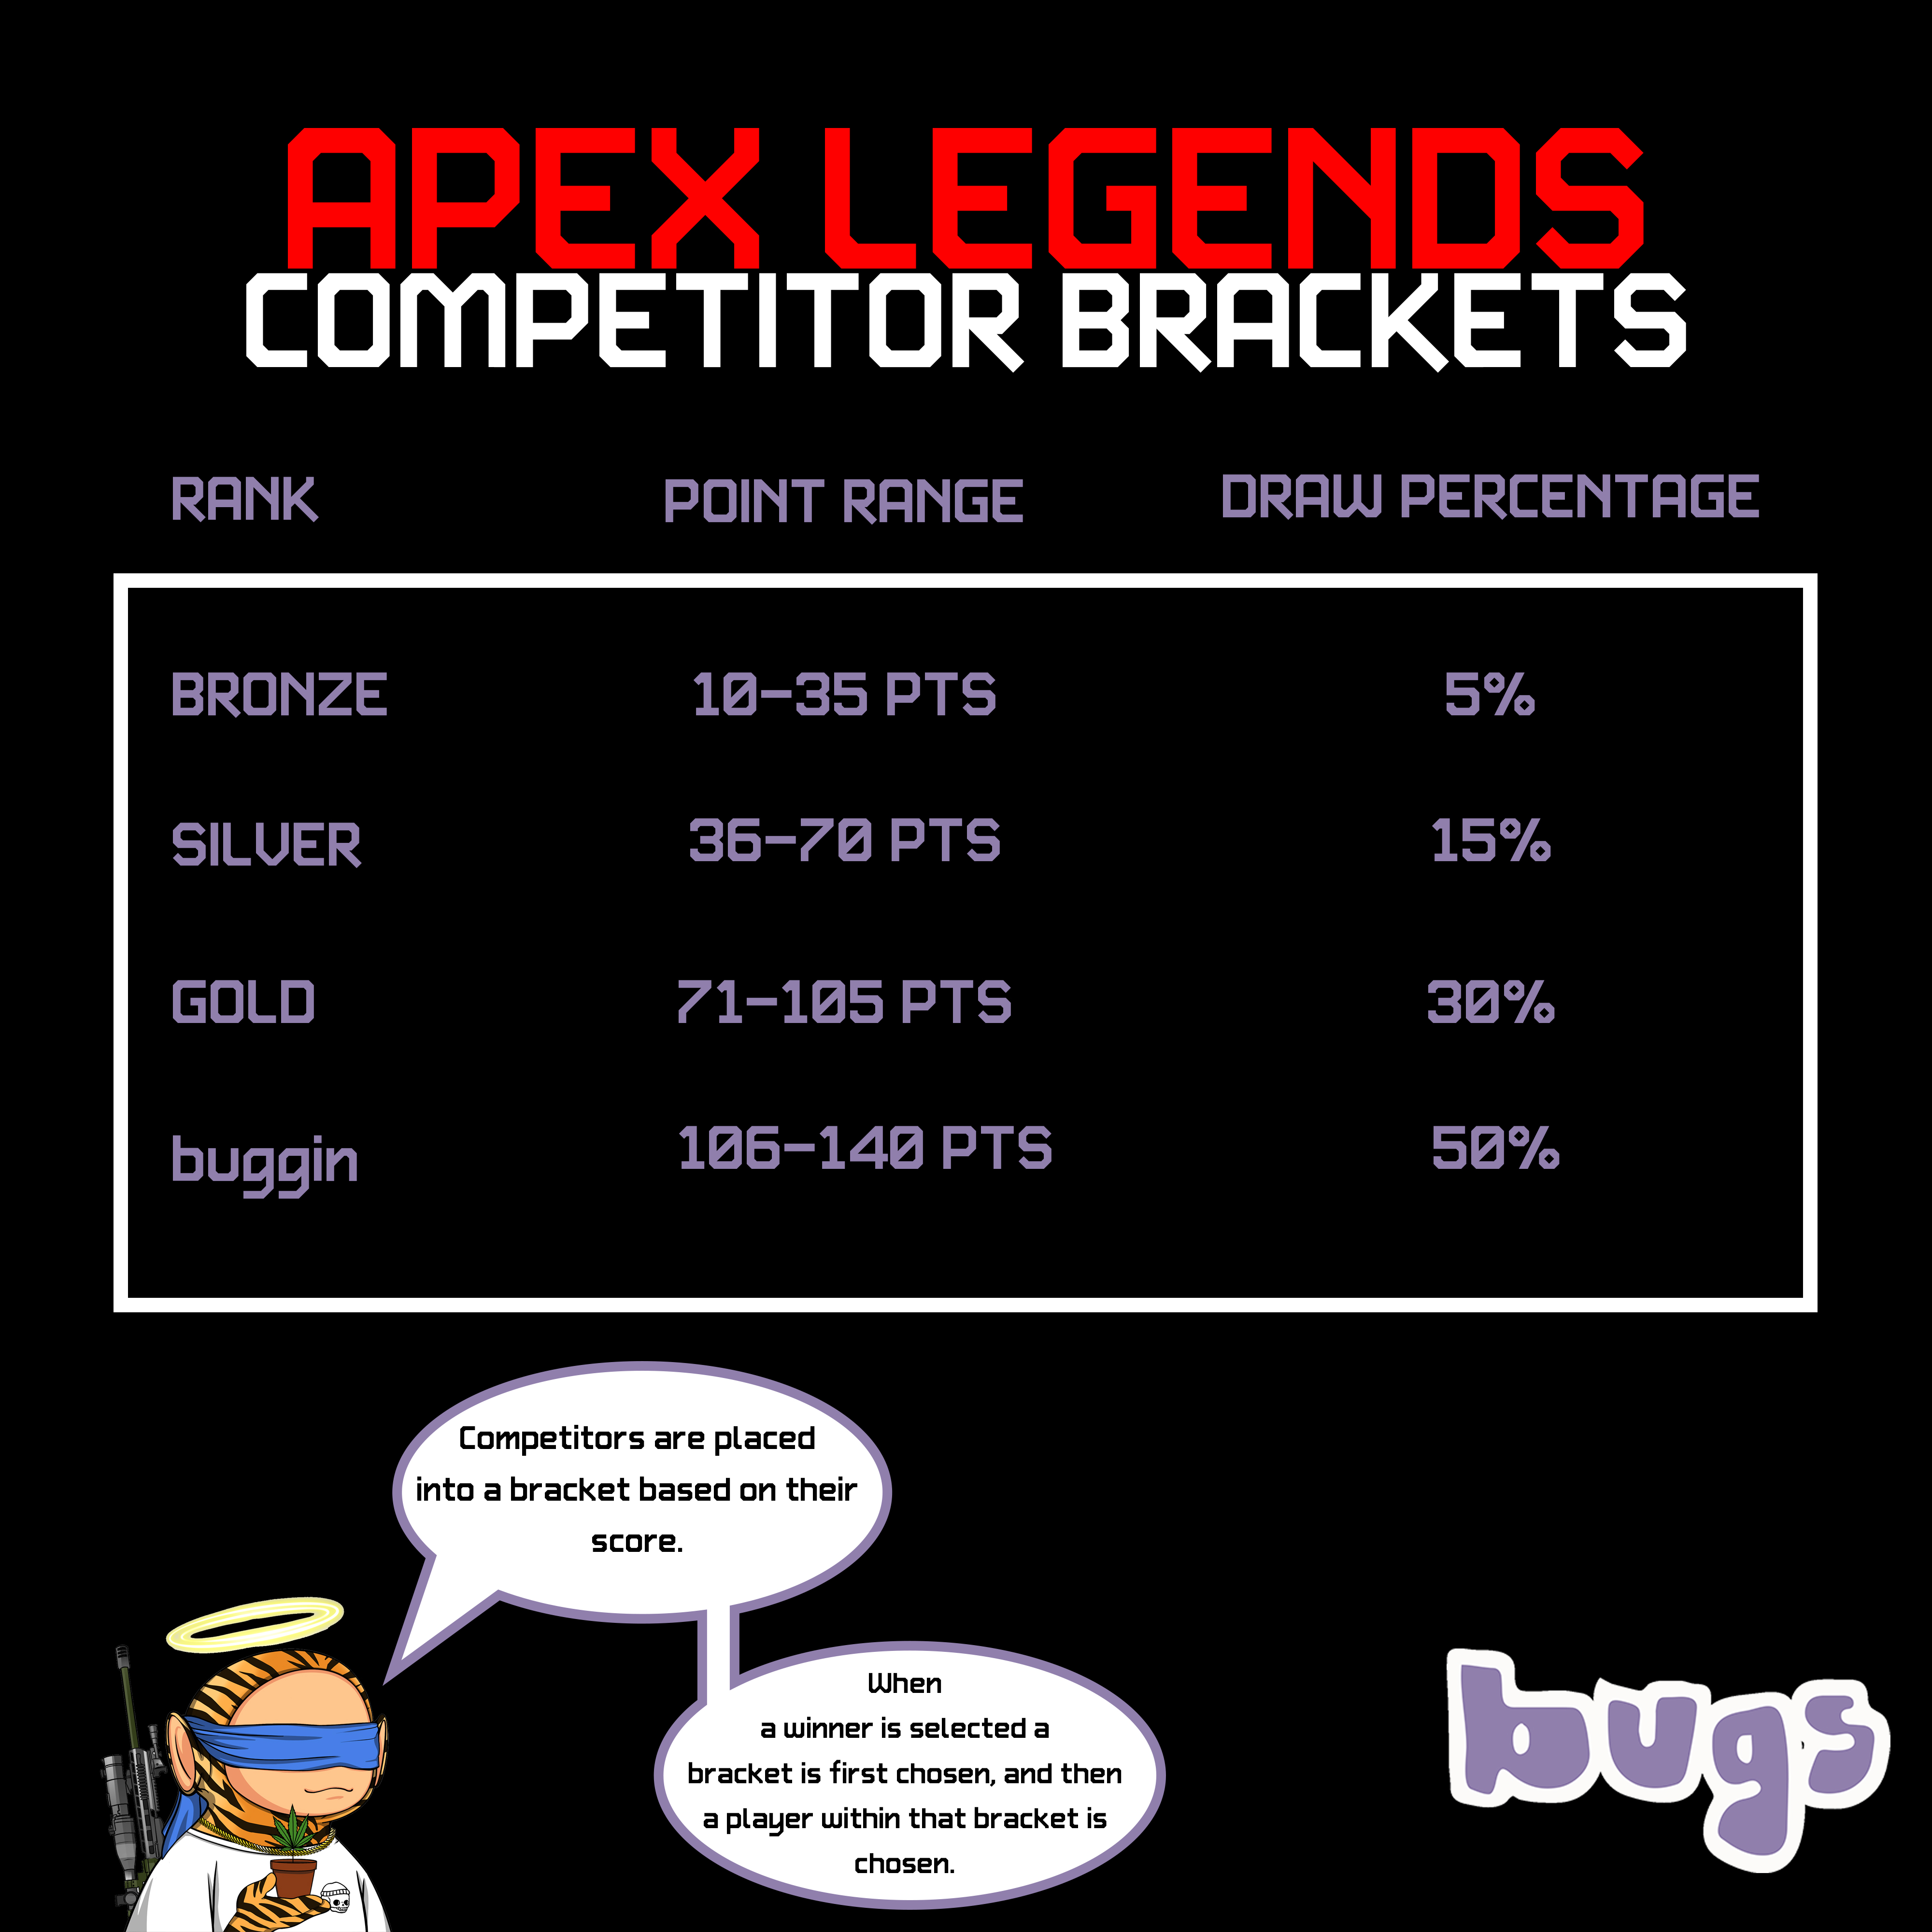 APEX LEGENDS
COMPETITOR BRACKETS
RANK POINT RANGE DRAW PERCENTAGE
BRONZE 10-35 PTS 5%
SILVER 36-70 PTS 15%
GOLD 71-105 PTS 30%
buggin 106-140 PTS 50%
Competitors are placed
into a bracket based on their
score.
When
a winner is selected a
bracket is first chosen, and then
a player within that bracket is
chosen.
bugs